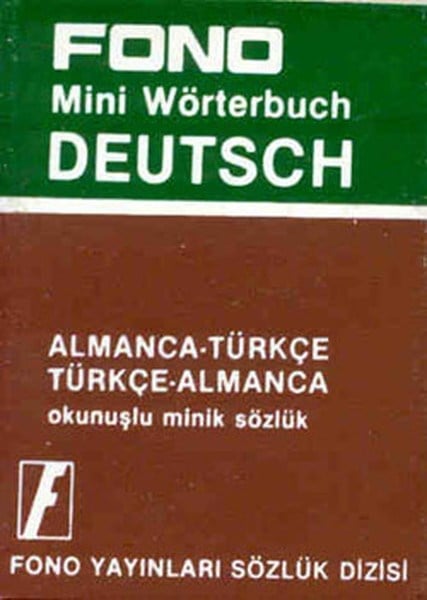 FONO
Mini Wörterbuch
DEUTSCH
ALMANCA-TÜRKÇE
TÜRKÇE-ALMANCA
okunuşlu minik sözlük
F
FONO YAYINLARI SÖZLÜK DİZİSİ